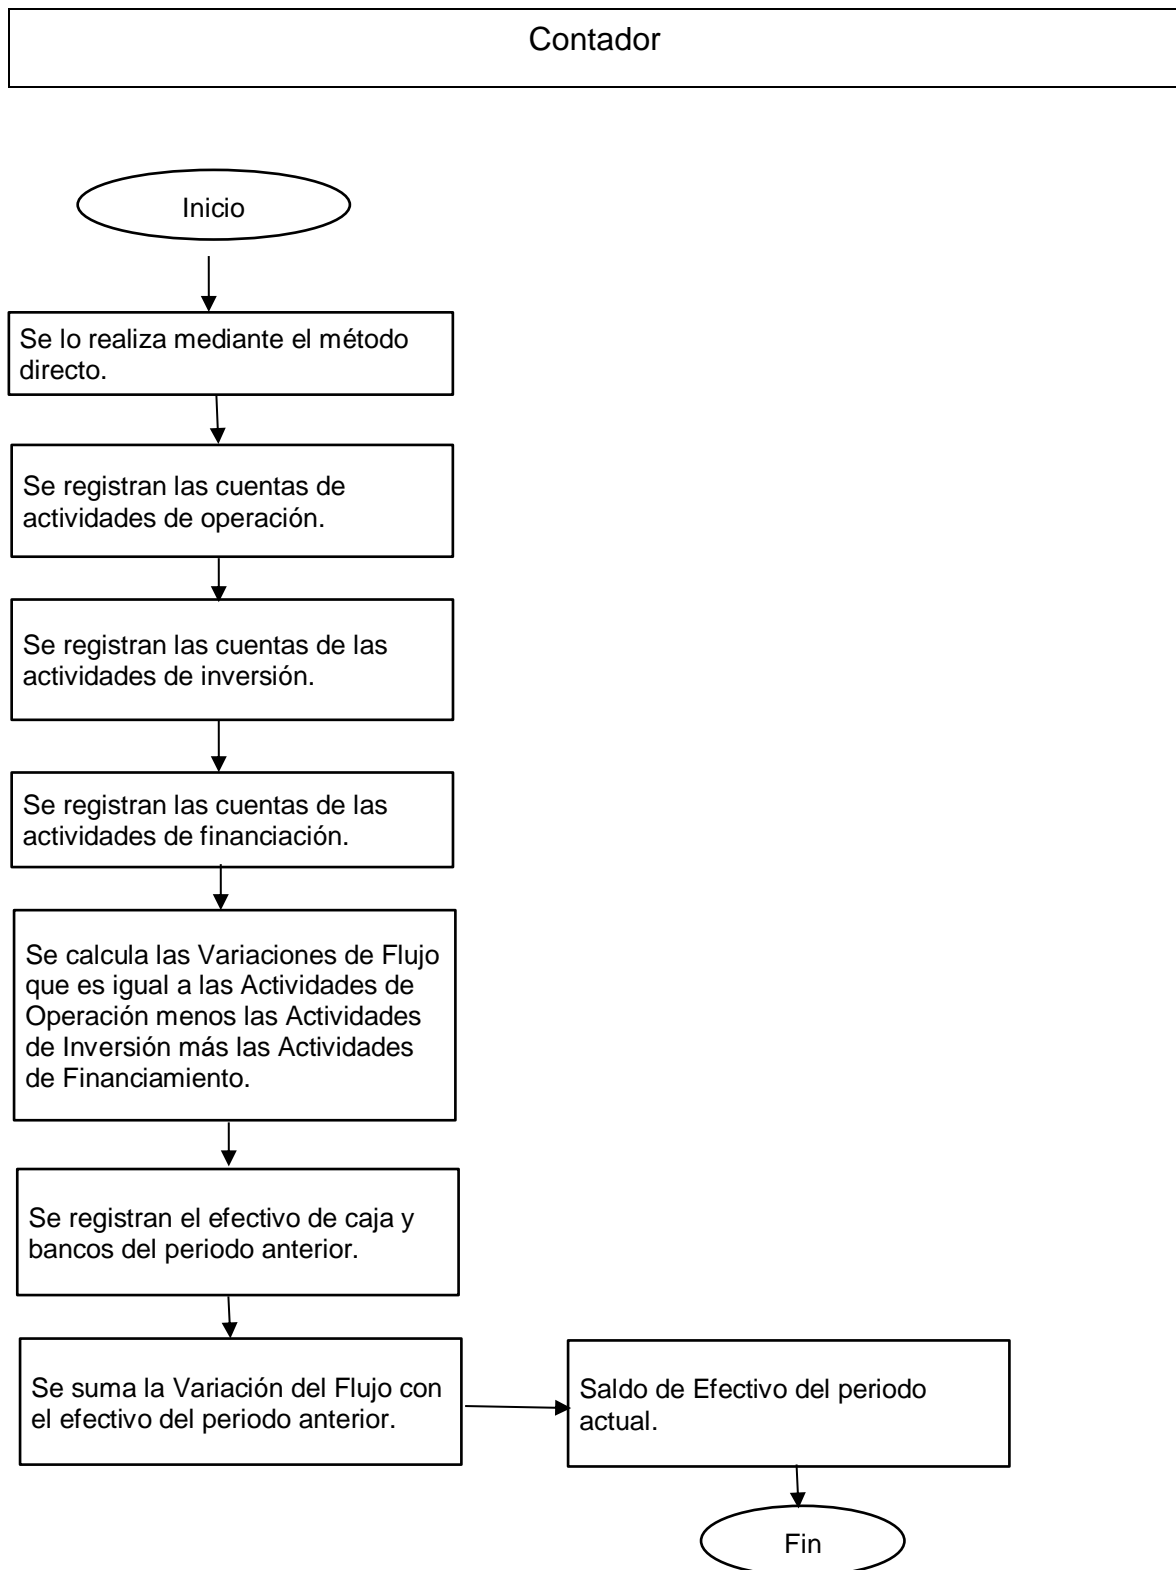 Contador
Inicio
Se lo realiza mediante el método
directo.
Se registran las cuentas de
actividades de operación.
Se registran las cuentas de las
actividades de inversión.
Se registran las cuentas de las
actividades de financiación.
Se calcula las Variaciones de Flujo
que es igual a las Actividades de
Operación menos las Actividades
de Inversión más las Actividades
de Financiamiento.
Se registran el efectivo de caja y
bancos del periodo anterior.
Se suma la Variación del Flujo con
el efectivo del periodo anterior.
Saldo de Efectivo del periodo
actual.
Fin